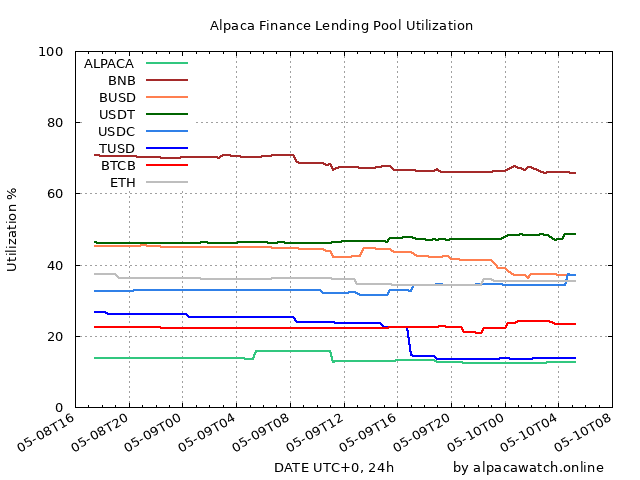 Alpaca Finance Lending Pool Utilization
100
80
60
40
20
0
Utilization %
ALPACA
BNB
BUSD
USDT
USDC
TUSD
BTCB
ETH
05-08T16
05-08T20
05-09T00
05-09T04
05-09T08
05-09T12
05-09T16
05-09T20
05-10T00
05-10T04
05-10T08
DATE UTC+0, 24h
by alpacawatch.online